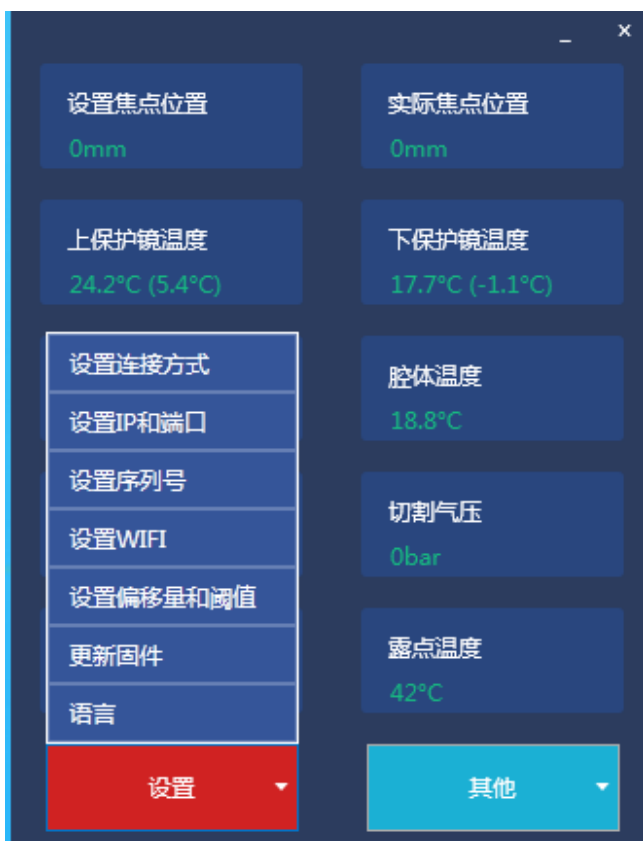 设置焦点位置
0mm
实际焦点位置
0mm
上保护镜温度
24.2°C (5.4°C)
下保护镜温度
17.7°C (-1.1°C)
设置连接方式
设置IP和端口
设置序列号
设置WIFI
设置偏移量和阈值
更新固件
语言
腔体温度
18.8°C
切割气压
0bar
露点温度
42°C
设置
其他